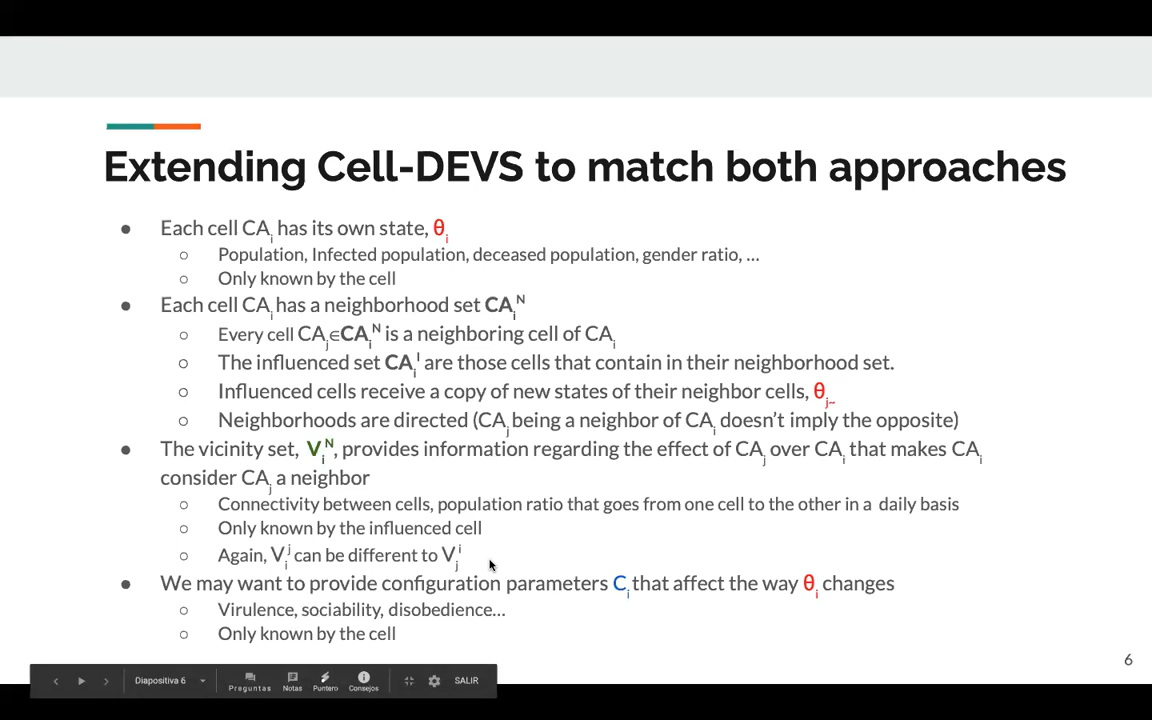 Extending Cell-DEVS to match both approaches
● Each cell CAᵢ has its own state, θᵢ
○ Population, Infected population, deceased population, gender ratio, ...
○ Only known by the cell
● Each cell CAᵢ has a neighborhood set CAᵢᴺ
○ Every cell CAⱼ∈CAᵢᴺ is a neighboring cell of CAᵢ
○ The influenced set CAᵢᴵ are those cells that contain in their neighborhood set.
○ Influenced cells receive a copy of new states of their neighbor cells, θⱼ~
○ Neighborhoods are directed (CAⱼ being a neighbor of CAᵢ doesn't imply the opposite)
● The vicinity set, Vᵢᴺ, provides information regarding the effect of CAⱼ over CAᵢ that makes CAᵢ
consider CAⱼ a neighbor
○ Connectivity between cells, population ratio that goes from one cell to the other in a daily basis
○ Only known by the influenced cell
○ Again, Vᵢʲ can be different to Vⱼⁱ
● We may want to provide configuration parameters Cᵢ that affect the way θᵢ changes
○ Virulence, sociability, disobedience...
○ Only known by the cell
6
Diapositiva 6 Preguntas Notas Puntero Consejos SALIR